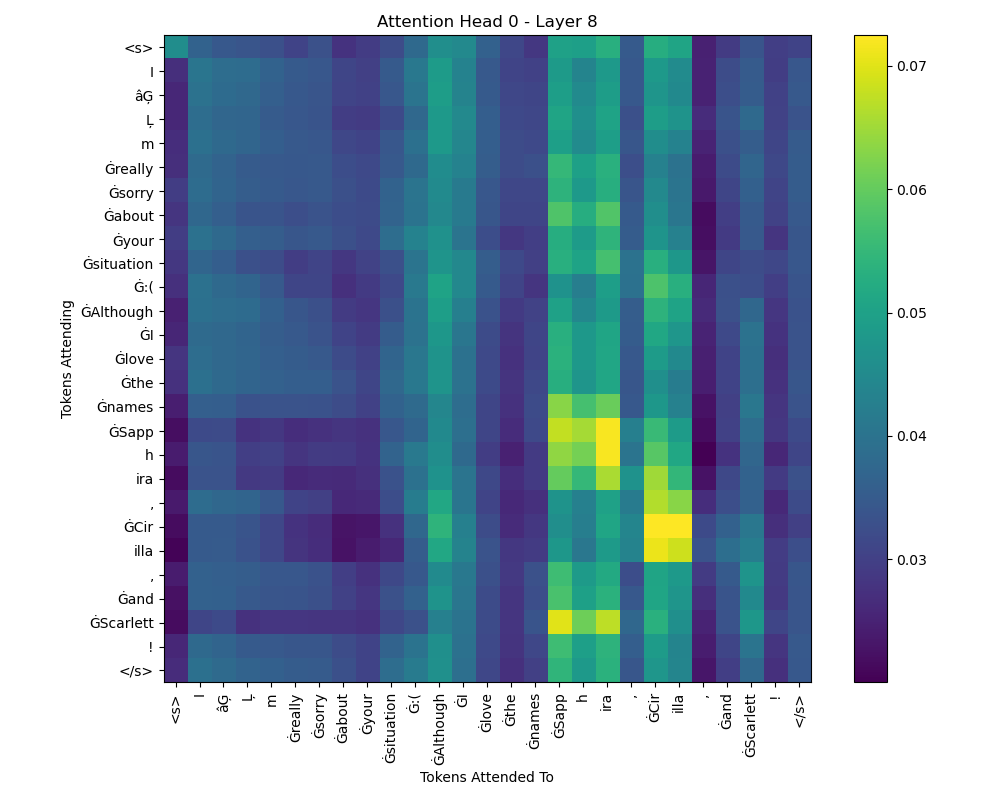 Attention Head 0 - Layer 8
Tokens Attending
<s>
I
âĢ
Ļ
m
Ġreally
Ġsorry
Ġabout
Ġyour
Ġsituation
Ġ:(
ĠAlthough
ĠI
Ġlove
Ġthe
Ġnames
ĠSapp
h
ira
,
ĠCir
illa
,
Ġand
ĠScarlett
!
</s>
<s>
I
âĢ
Ļ
m
Ġreally
Ġsorry
Ġabout
Ġyour
Ġsituation
Ġ:(
ĠAlthough
ĠI
Ġlove
Ġthe
Ġnames
ĠSapp
h
ira
,
ĠCir
illa
,
Ġand
ĠScarlett
!
</s>
Tokens Attended To
0.07
0.06
0.05
0.04
0.03